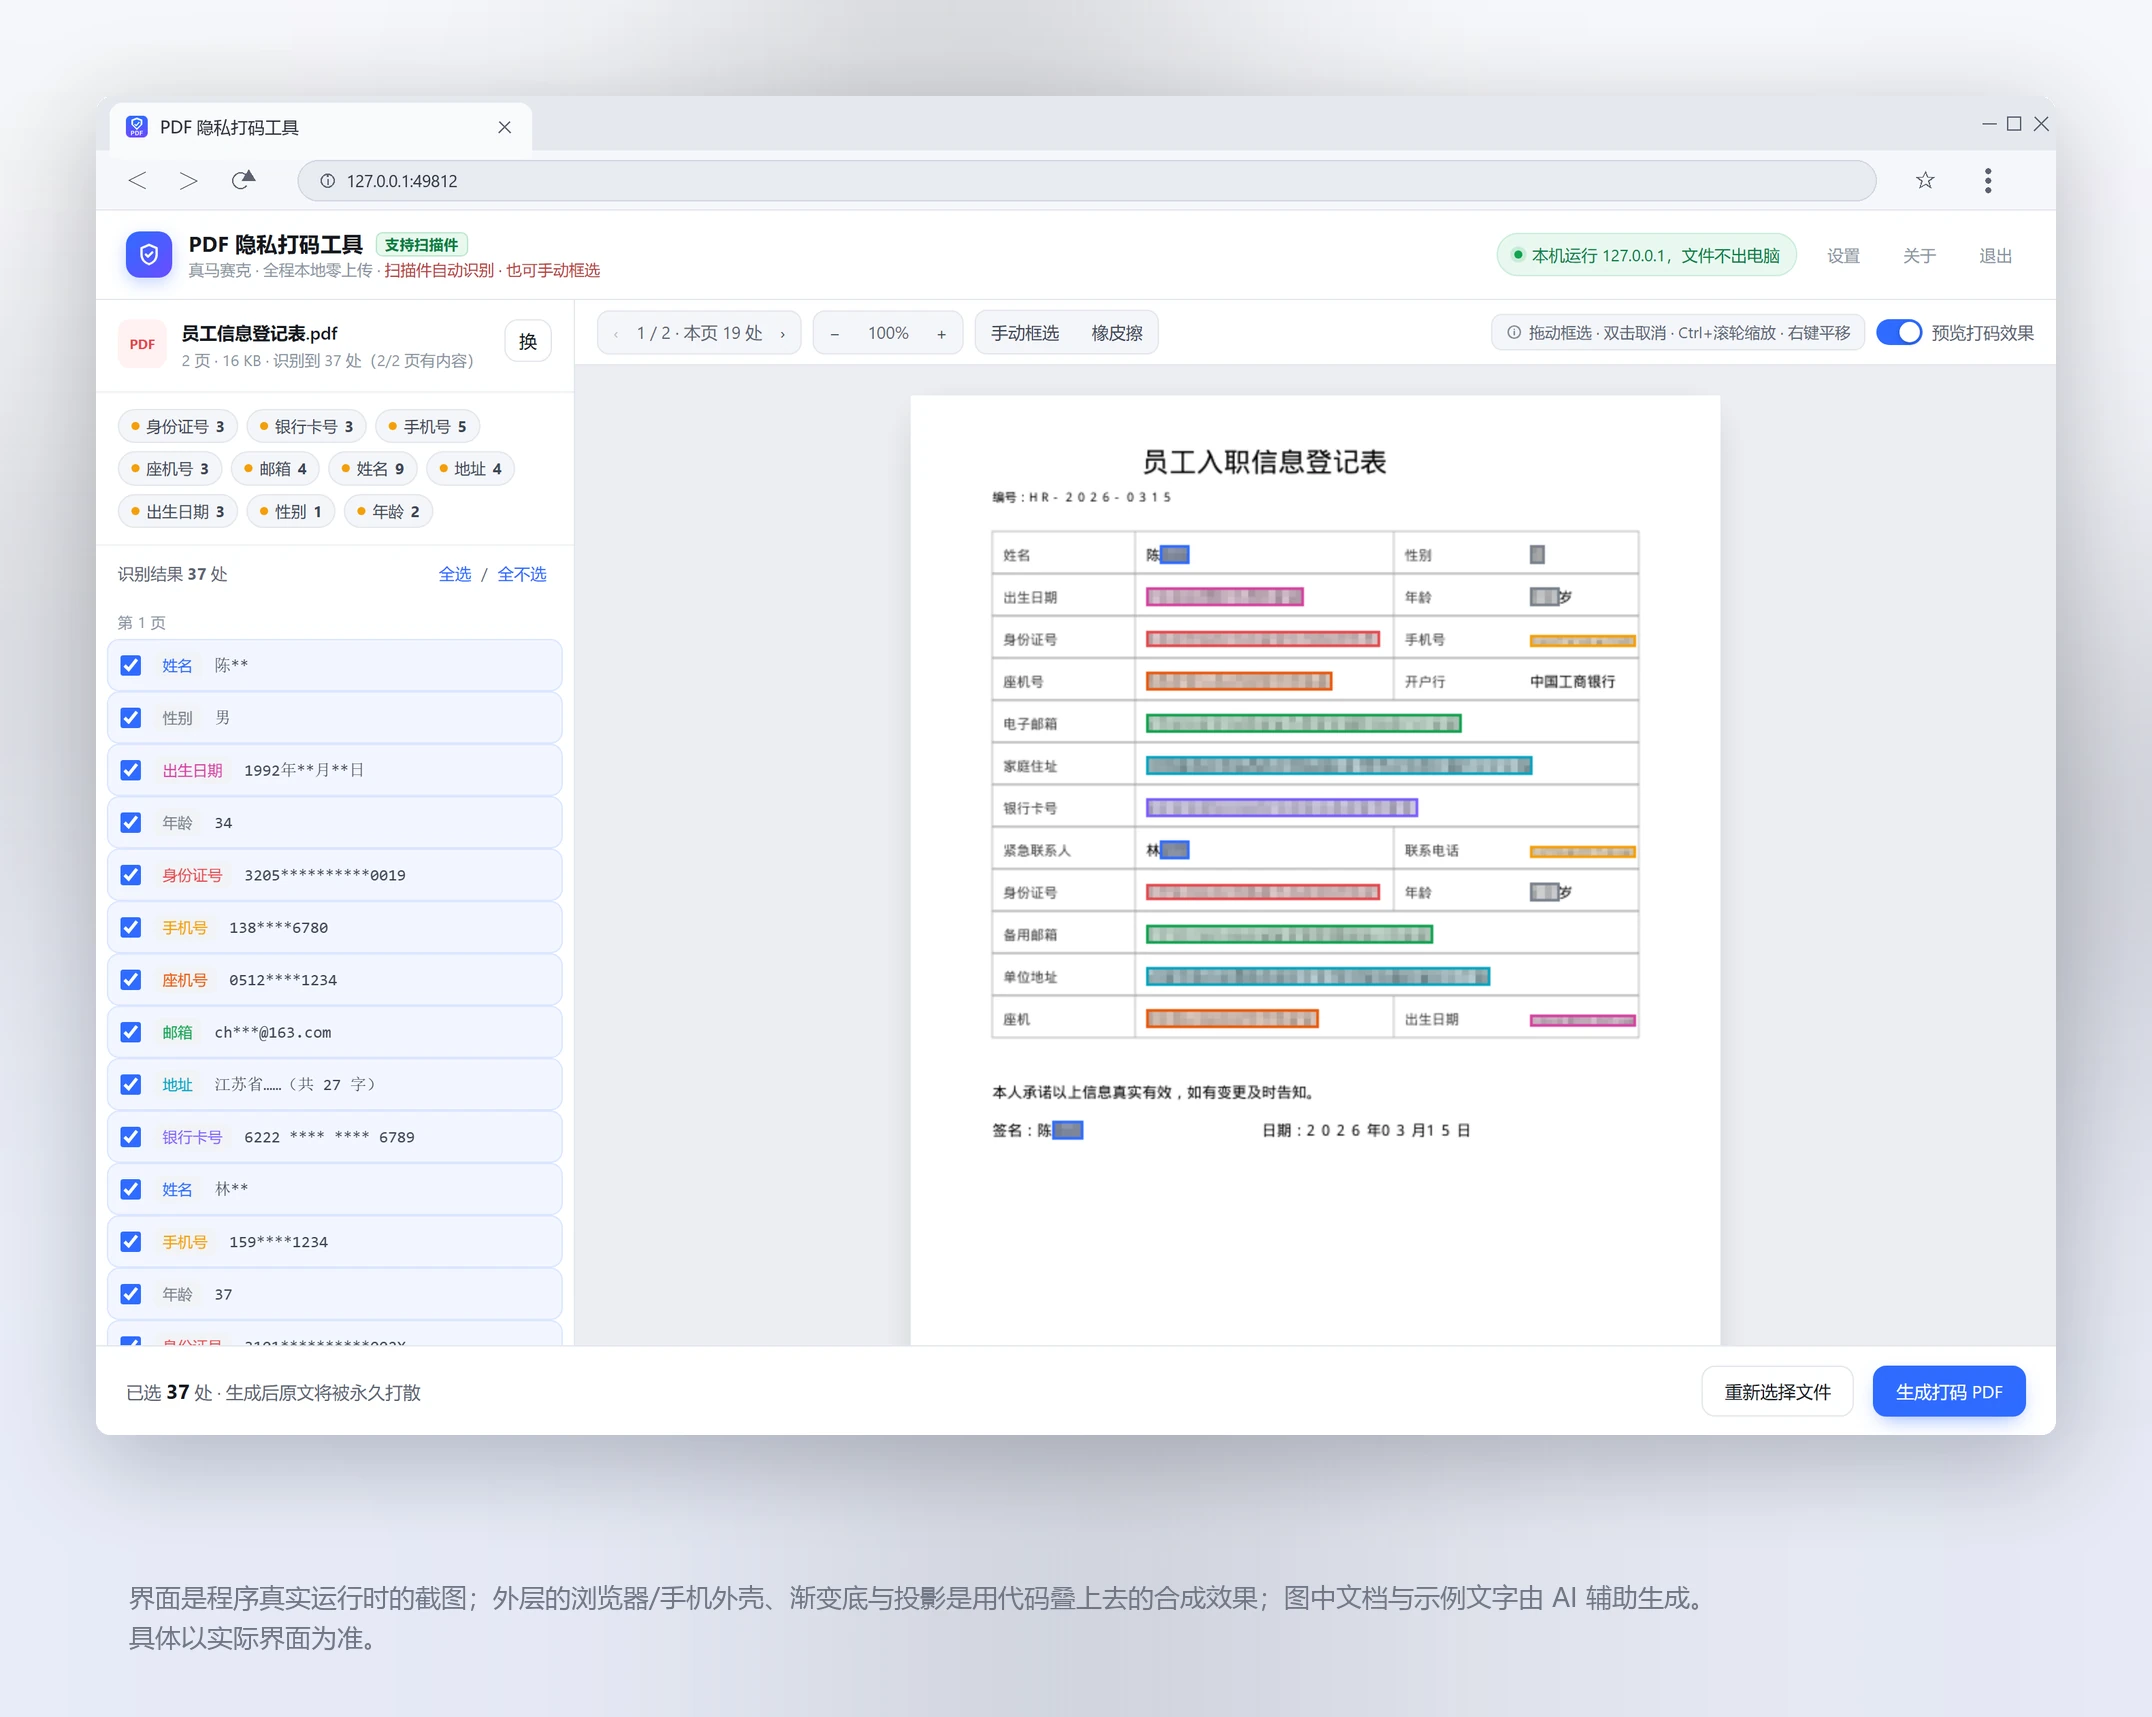 PDF 隐私打码工具
127.0.0.1:49812
PDF 隐私打码工具 支持扫描件
真马赛克 · 全程本地零上传 · 扫描件自动识别 · 也可手动框选
本机运行 127.0.0.1，文件不出电脑 设置 关于 退出
PDF 员工信息登记表.pdf
2 页 · 16 KB · 识别到 37 处（2/2 页有内容）
换
身份证号 3 银行卡号 3 手机号 5
座机号 3 邮箱 4 姓名 9 地址 4
出生日期 3 性别 1 年龄 2
识别结果 37 处 全选 / 全不选
第 1 页
姓名 陈**
性别 男
出生日期 1992年**月**日
年龄 34
身份证号 3205**********0019
手机号 138****6780
座机号 0512****1234
邮箱 ch***@163.com
地址 江苏省……（共 27 字）
银行卡号 6222 **** **** 6789
姓名 林**
手机号 159****1234
年龄 37
‹ 1 / 2 · 本页 19 处 › − 100% + 手动框选 橡皮擦
拖动框选 · 双击取消 · Ctrl+滚轮缩放 · 右键平移 预览打码效果
员工入职信息登记表
编号：HR-2026-0315
姓名 陈 性别
出生日期 年龄 岁
身份证号 手机号
座机号 开户行 中国工商银行
电子邮箱
家庭住址
银行卡号
紧急联系人 林 联系电话
身份证号 年龄 岁
备用邮箱
单位地址
座机 出生日期
本人承诺以上信息真实有效，如有变更及时告知。
签名：陈 日期：2026年03月15日
已选 37 处 · 生成后原文将被永久打散
重新选择文件 生成打码 PDF
界面是程序真实运行时的截图；外层的浏览器/手机外壳、渐变底与投影是用代码叠上去的合成效果；图中文档与示例文字由 AI 辅助生成。
具体以实际界面为准。